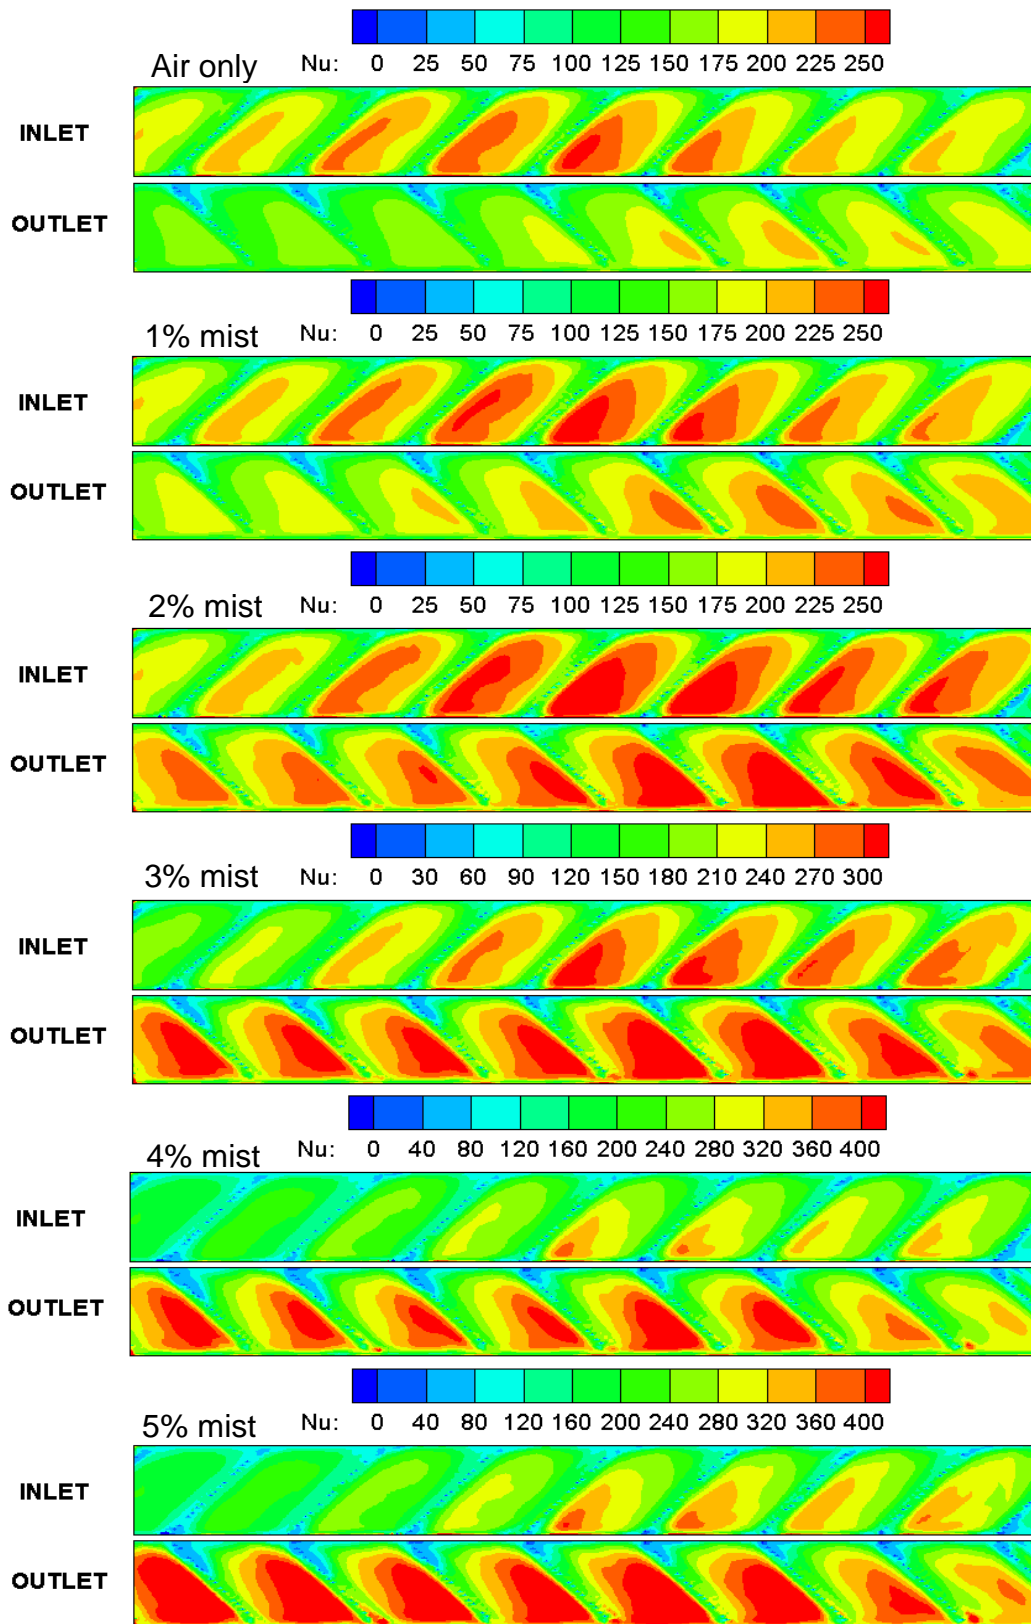 Air only Nu: 0 25 50 75 100 125 150 175 200 225 250
INLET
OUTLET
1% mist Nu: 0 25 50 75 100 125 150 175 200 225 250
INLET
OUTLET
2% mist Nu: 0 25 50 75 100 125 150 175 200 225 250
INLET
OUTLET
3% mist Nu: 0 30 60 90 120 150 180 210 240 270 300
INLET
OUTLET
4% mist Nu: 0 40 80 120 160 200 240 280 320 360 400
INLET
OUTLET
5% mist Nu: 0 40 80 120 160 200 240 280 320 360 400
INLET
OUTLET